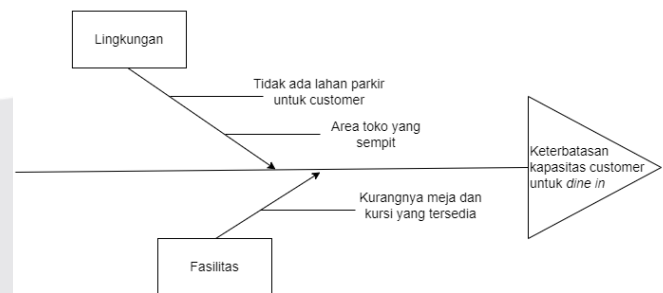 Lingkungan
Tidak ada lahan parkir
untuk customer
Area toko yang
sempit
Keterbatasan
kapasitas customer
untuk dine in
Kurangnya meja dan
kursi yang tersedia
Fasilitas